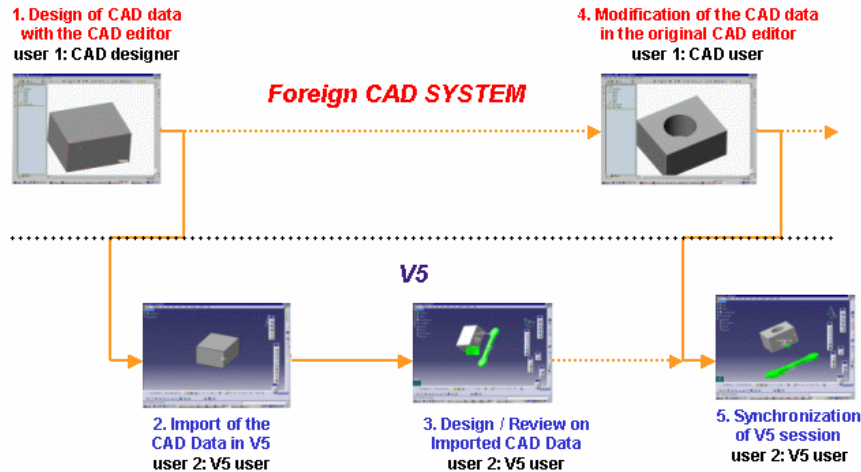 1. Design of CAD data
with the CAD editor
user 1: CAD designer
4. Modification of the CAD data
in the original CAD editor
user 1: CAD user
Foreign CAD SYSTEM
V5
2. Import of the
CAD Data in V5
user 2: V5 user
3. Design / Review on
Imported CAD Data
user 2: V5 user
5. Synchronization
of V5 session
user 2: V5 user